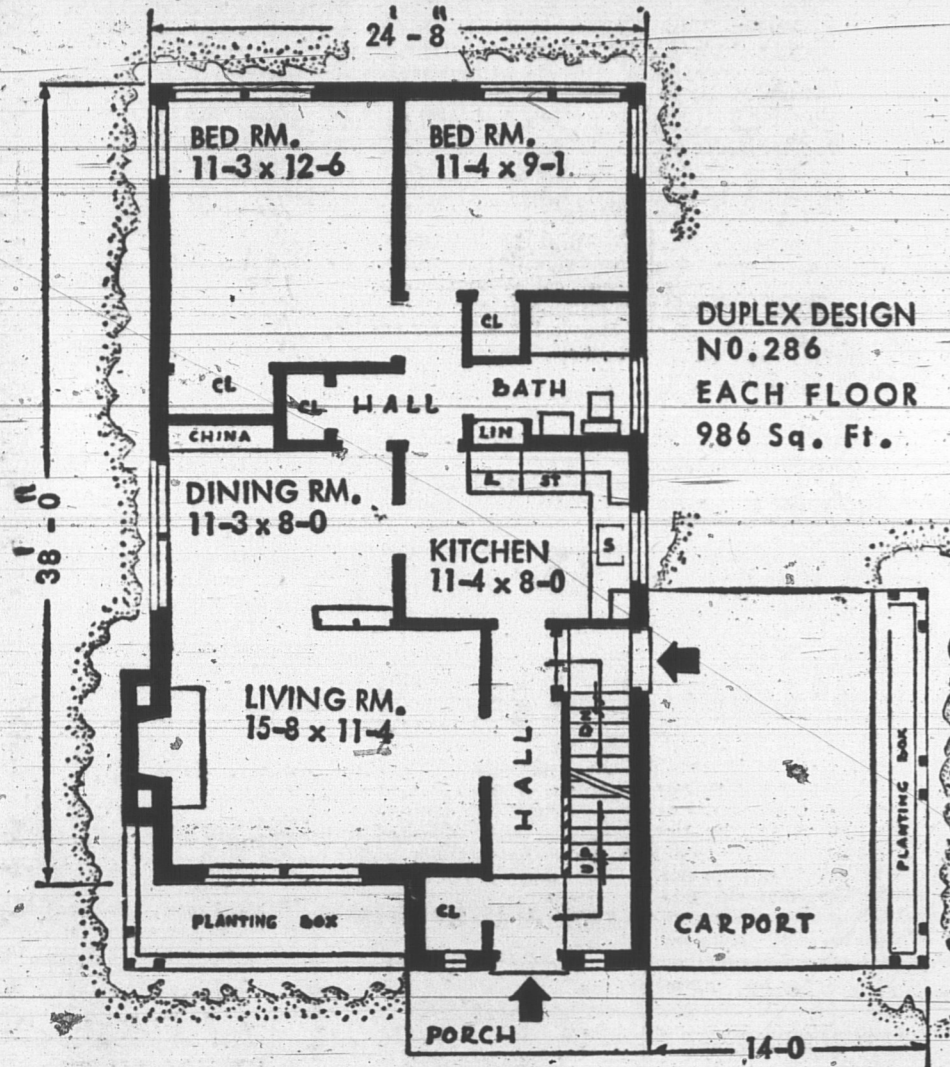 24'-8"
BED RM.
11-3 x 12-6
BED RM.
11-4 x 9-1
CL
DUPLEX DESIGN
NO.286
EACH FLOOR
986 Sq. Ft.
CL
CL
HALL
BATH
CHINA
LIN
38'-0"
DINING RM.
11-3 x 8-0
R.
ST
S
KITCHEN
11-4 x 8-0
LIVING RM.
15-8 x 11-4
HALL
DN
UP
PLANTING BOX
PLANTING BOX
CL
CARPORT
PORCH
14-0